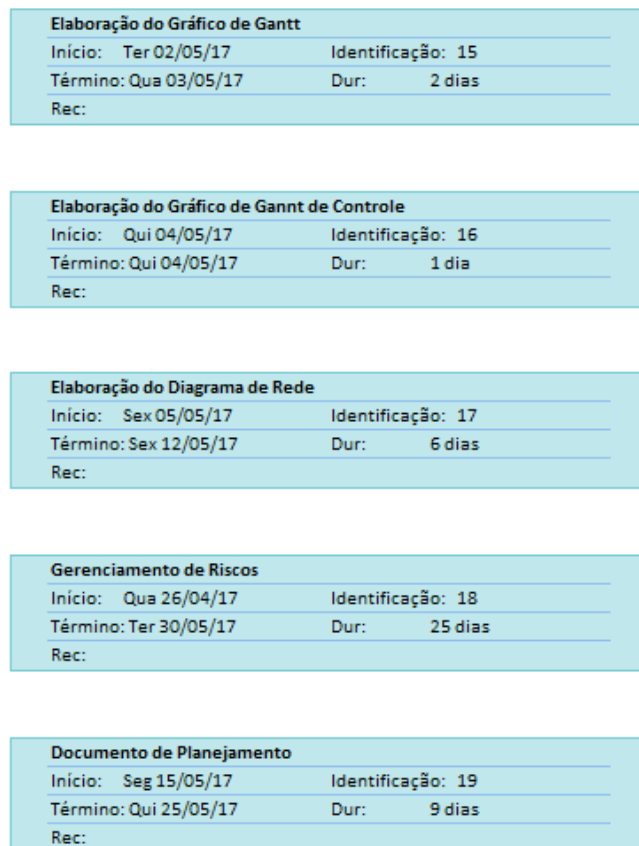 Elaboração do Gráfico de Gantt
Início: Ter 02/05/17 Identificação: 15
Término: Qua 03/05/17 Dur: 2 dias
Rec:
Elaboração do Gráfico de Gannt de Controle
Início: Qui 04/05/17 Identificação: 16
Término: Qui 04/05/17 Dur: 1 dia
Rec:
Elaboração do Diagrama de Rede
Início: Sex 05/05/17 Identificação: 17
Término: Sex 12/05/17 Dur: 6 dias
Rec:
Gerenciamento de Riscos
Início: Qua 26/04/17 Identificação: 18
Término: Ter 30/05/17 Dur: 25 dias
Rec:
Documento de Planejamento
Início: Seg 15/05/17 Identificação: 19
Término: Qui 25/05/17 Dur: 9 dias
Rec: